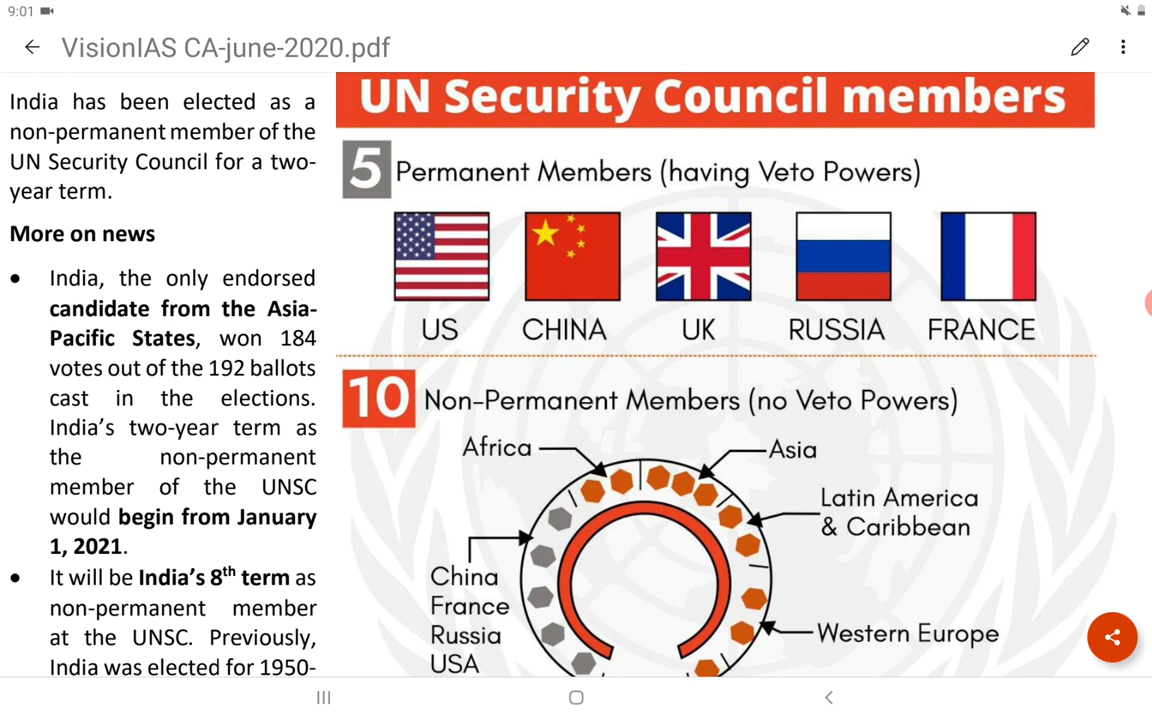 9:01
VisionIAS CA-june-2020.pdf
India has been elected as a
non-permanent member of the
UN Security Council for a two-
year term.
More on news
• India, the only endorsed
candidate from the Asia-
Pacific States, won 184
votes out of the 192 ballots
cast in the elections.
India's two-year term as
the non-permanent
member of the UNSC
would begin from January
1, 2021.
• It will be India's 8th term as
non-permanent member
at the UNSC. Previously,
India was elected for 1950-
UN Security Council members
5 Permanent Members (having Veto Powers)
US CHINA UK RUSSIA FRANCE
10 Non-Permanent Members (no Veto Powers)
Africa
Asia
Latin America
& Caribbean
China
France
Russia
USA
Western Europe